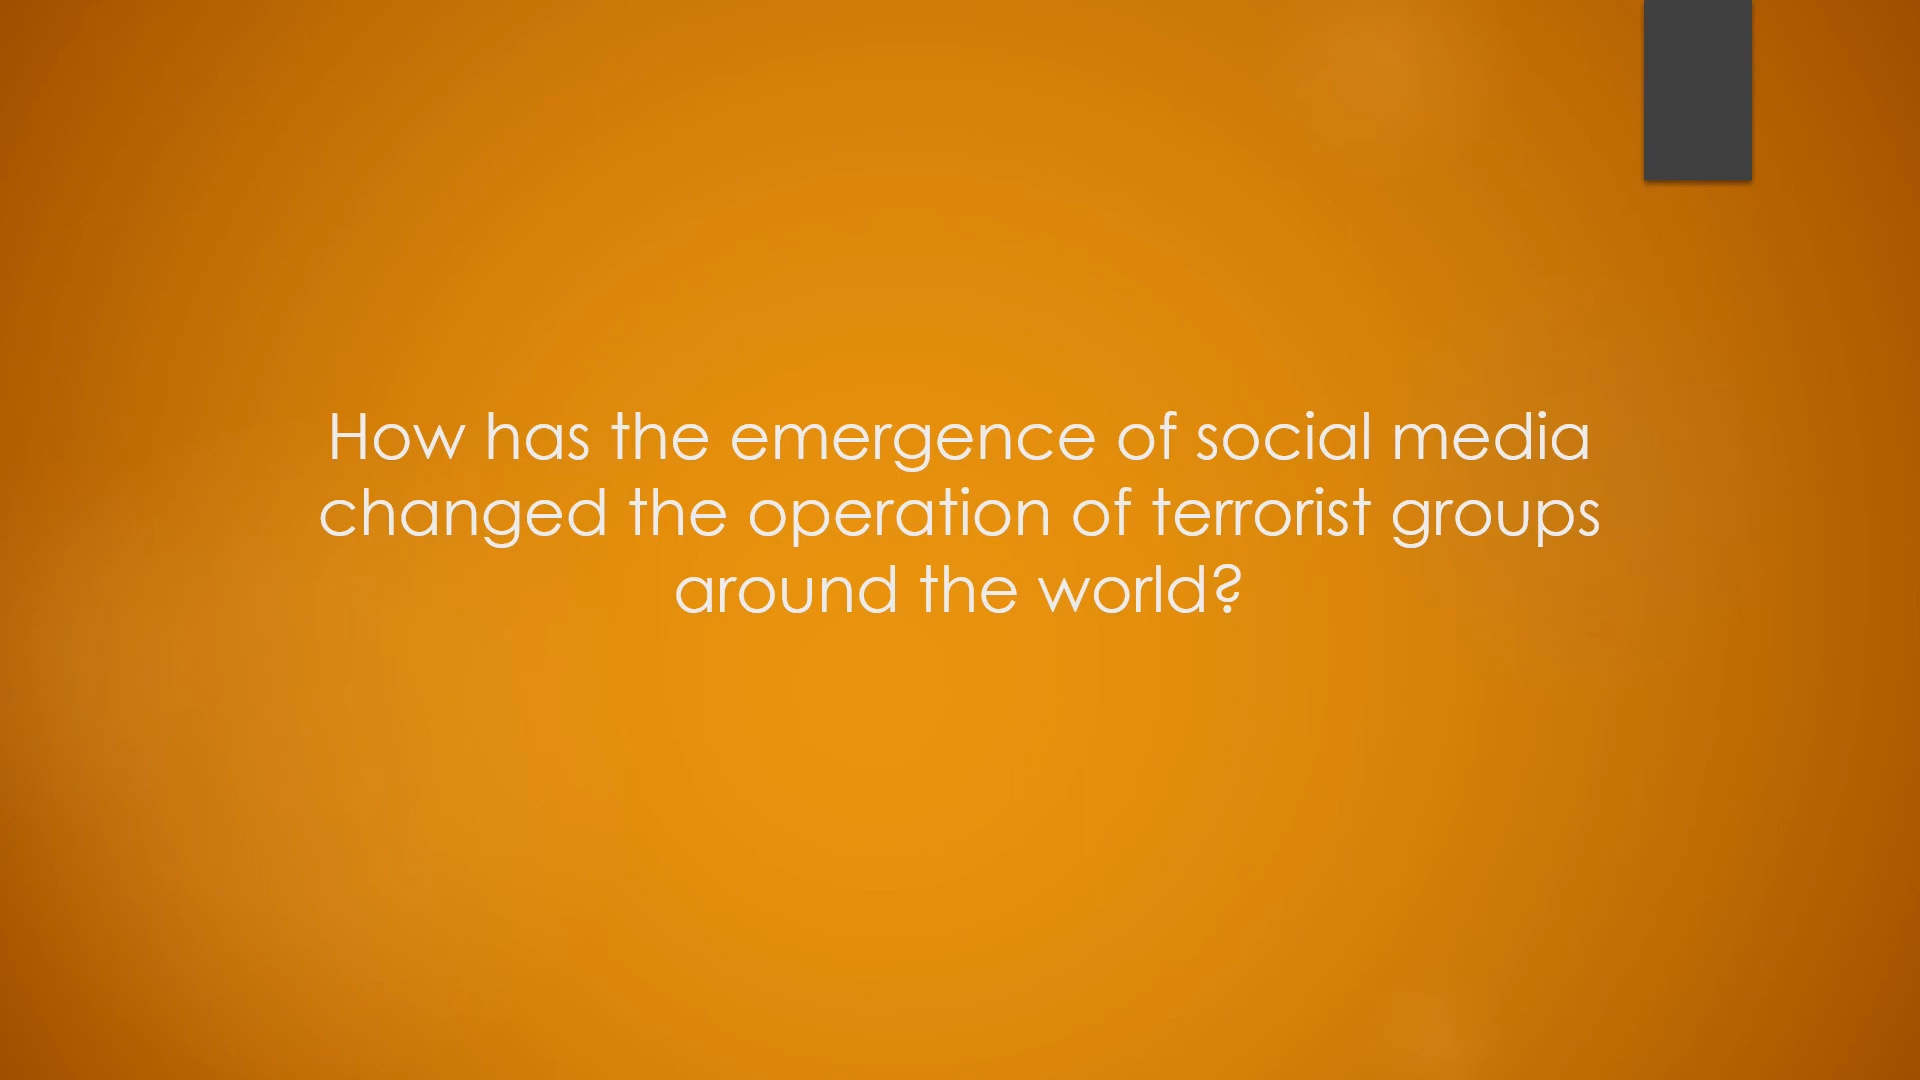 How has the emergence of social media
changed the operation of terrorist groups
around the world?